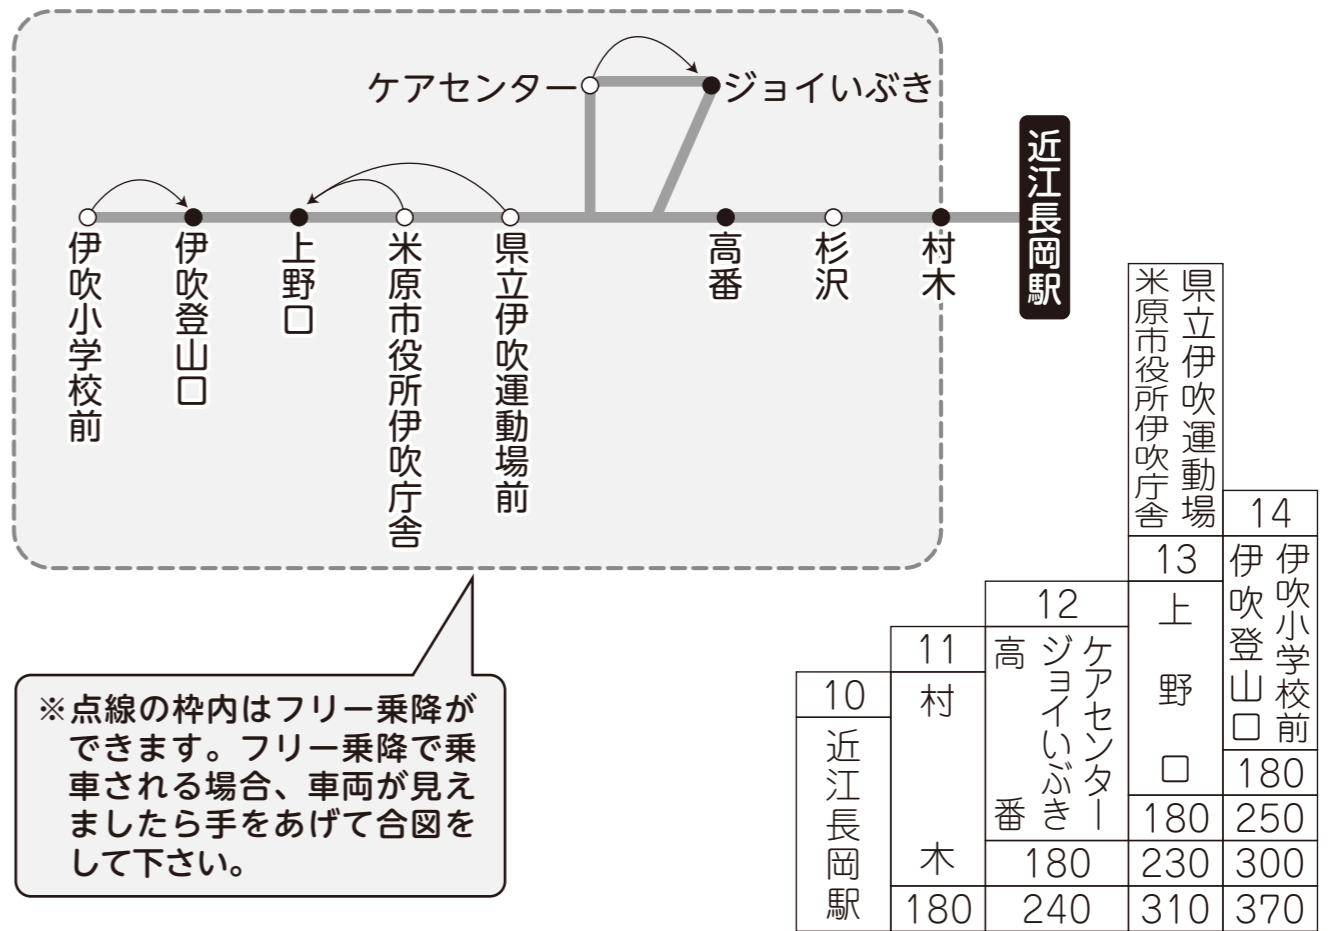 ケアセンター
ジョイいぶき
近江長岡駅
伊吹小学校前
伊吹登山口
上野口
米原市役所伊吹庁舎
県立伊吹運動場前
高番
杉沢
村木
※点線の枠内はフリー乗降が
できます。フリー乗降で乗
車される場合、車両が見え
ましたら手をあげて合図を
して下さい。
県立伊吹運動場
米原市役所伊吹庁舎
14
13
伊吹小学校前
伊吹登山口
12
上野口
11
ケアセンター
ジョイいぶき
高番
10
村木
近江長岡駅
180
180 250
180 230 300
180 240 310 370